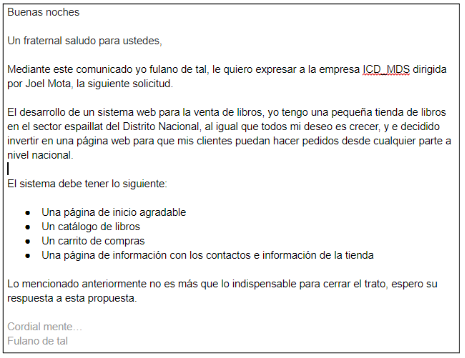 Buenas noches
Un fraternal saludo para ustedes,
Mediante este comunicado yo fulano de tal, le quiero expresar a la empresa ICD_MDS dirigida
por Joel Mota, la siguiente solicitud.
El desarrollo de un sistema web para la venta de libros, yo tengo una pequeña tienda de libros
en el sector espaillat del Distrito Nacional, al igual que todos mi deseo es crecer, y e decidido
invertir en una página web para que mis clientes puedan hacer pedidos desde cualquier parte a
nivel nacional.
El sistema debe tener lo siguiente:
● Una página de inicio agradable
● Un catálogo de libros
● Un carrito de compras
● Una página de información con los contactos e información de la tienda
Lo mencionado anteriormente no es más que lo indispensable para cerrar el trato, espero su
respuesta a esta propuesta.
Cordial mente...
Fulano de tal